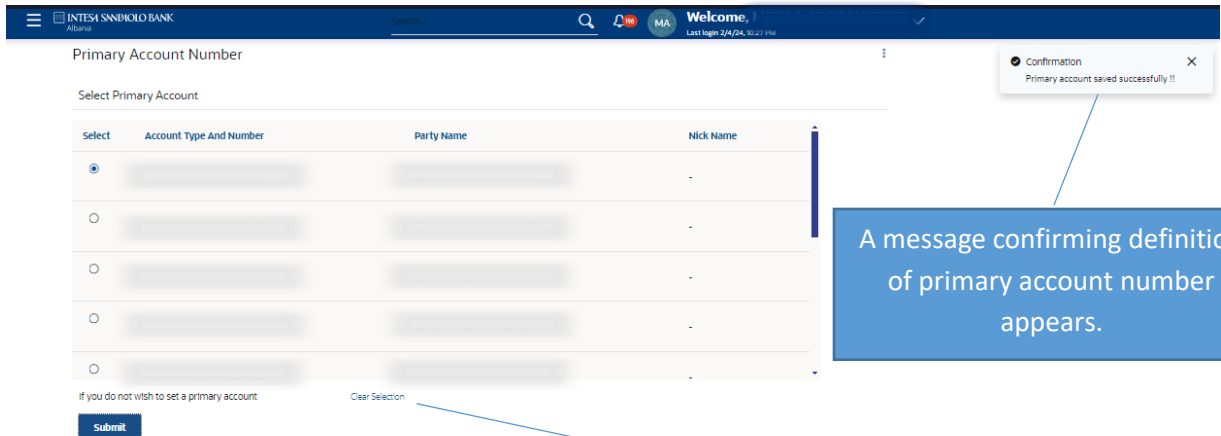 INTESA SANPAOLO BANK
Albania
Search...
196
MA
Welcome,
Last login 2/4/24, 10:27 PM
Primary Account Number
Confirmation
Primary account saved successfully !!
Select Primary Account
Select Account Type And Number Party Name Nick Name
-
-
-
-
-
A message confirming definitio
of primary account number
appears.
If you do not wish to set a primary account Clear Selection
Submit